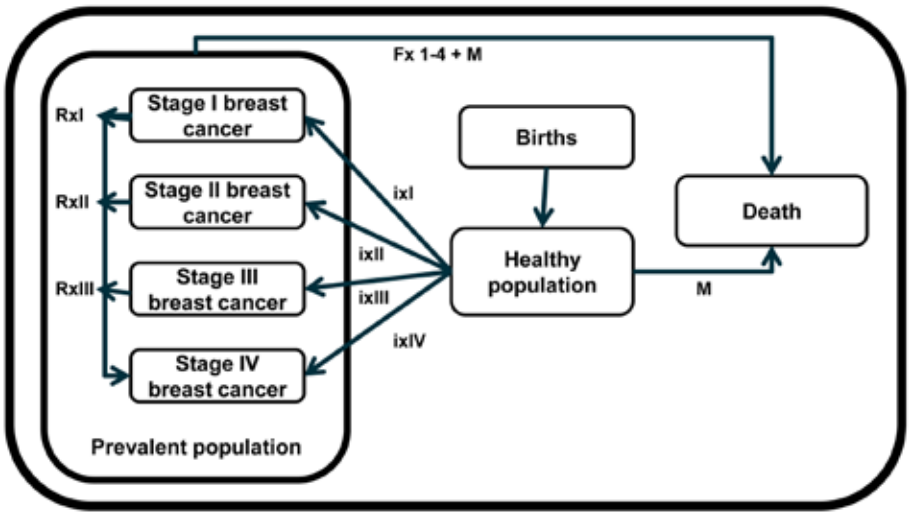 Fx 1-4 + M
RxI
Stage I breast
cancer
Births
RxII
Stage II breast
cancer
ixI
Death
ixII
Healthy
population
RxIII
Stage III
breast cancer
ixIII
M
ixIV
Stage IV
breast cancer
Prevalent population